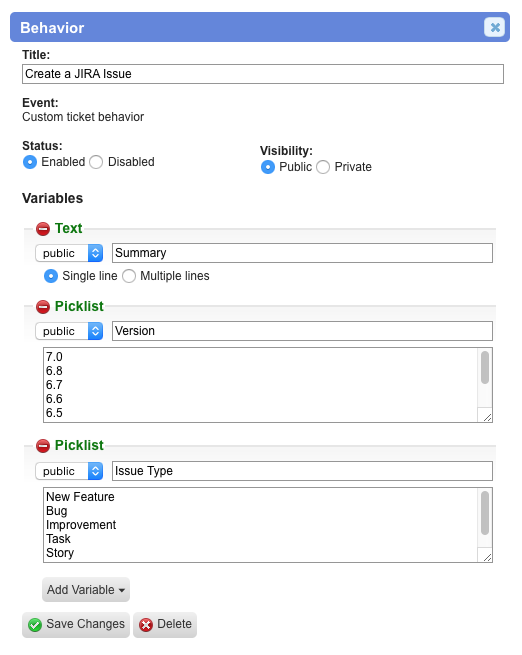 Behavior
Title:
Create a JIRA Issue
Event:
Custom ticket behavior
Status:
Enabled Disabled
Visibility:
Public Private
Variables
Text
public Summary
Single line Multiple lines
Picklist
public Version
7.0
6.8
6.7
6.6
6.5
Picklist
public Issue Type
New Feature
Bug
Improvement
Task
Story
Add Variable
Save Changes Delete